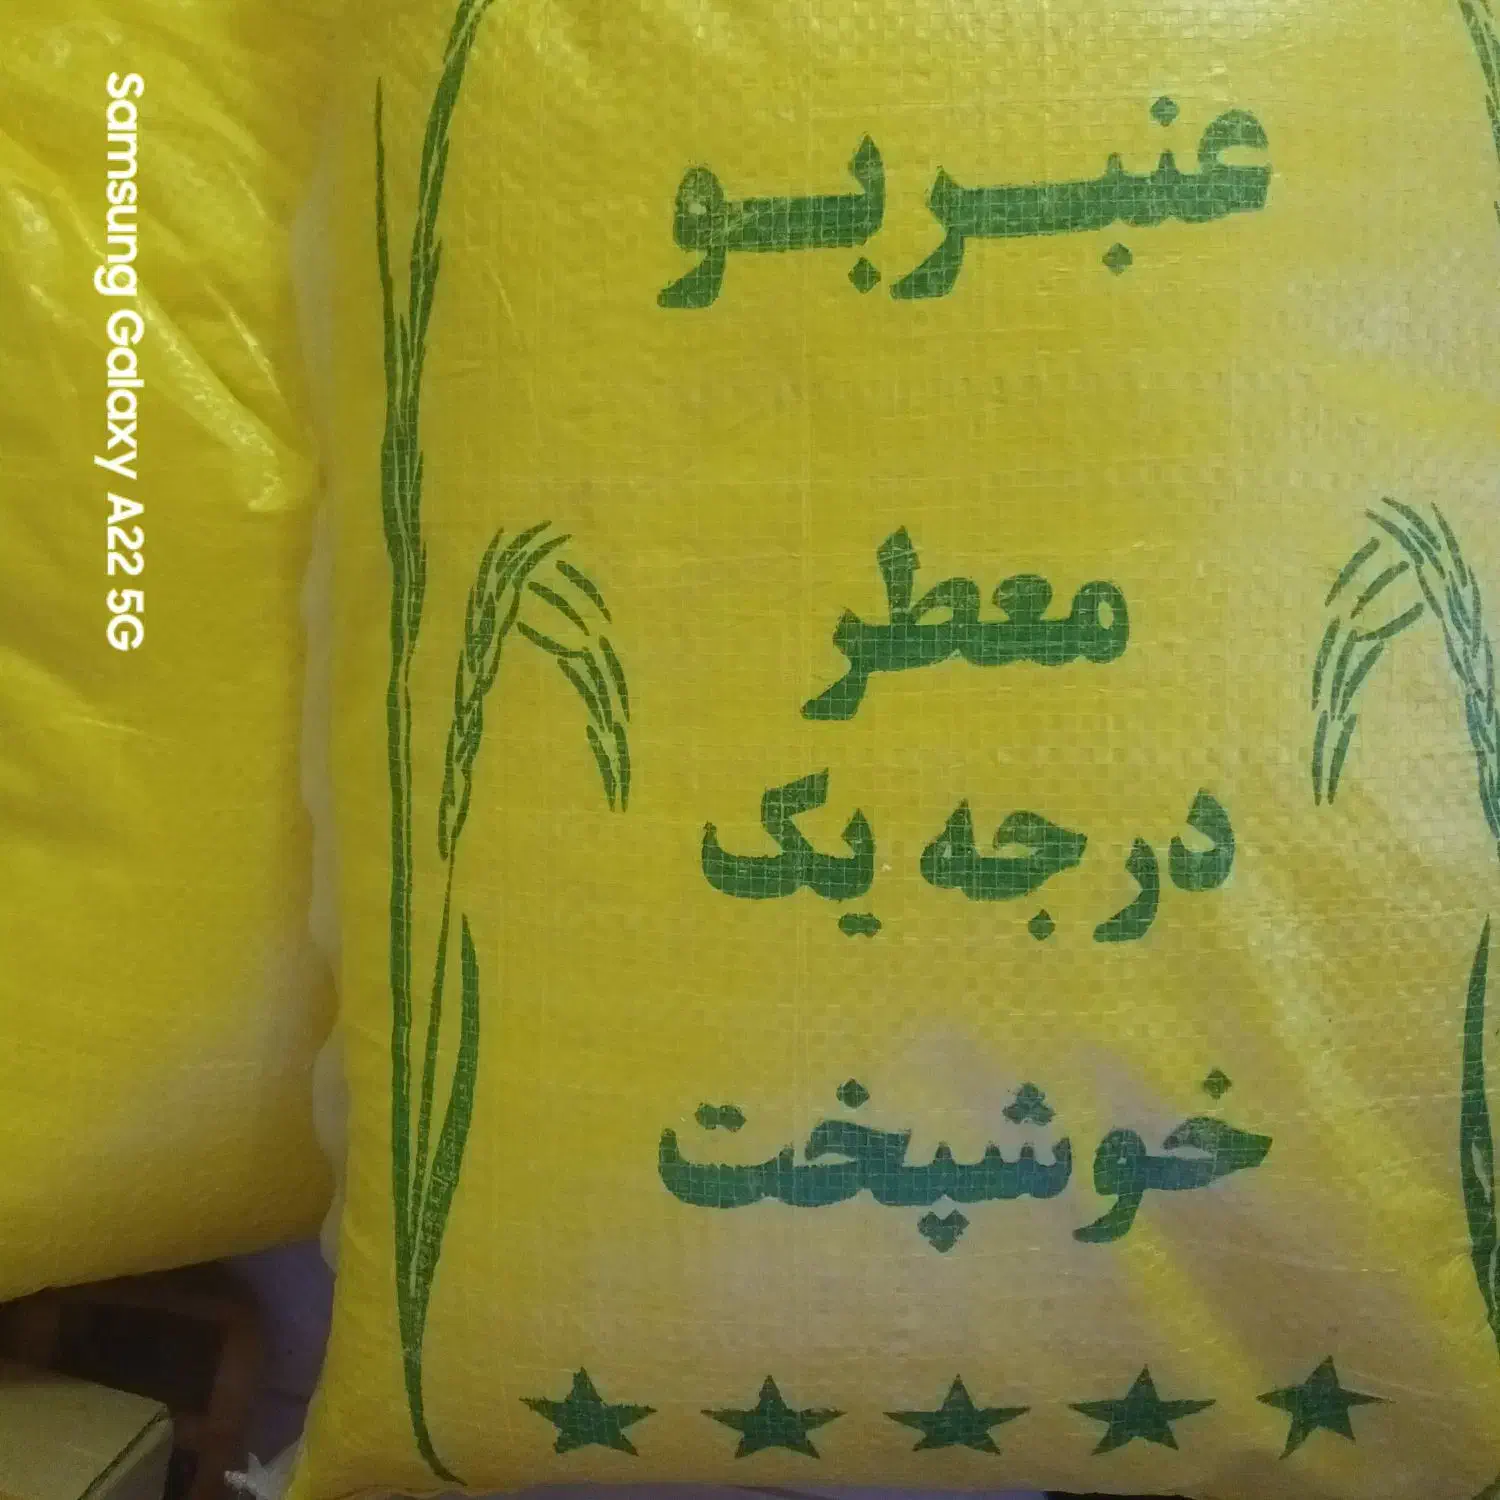 عنبربو
معطر
درجه یک
خوشپخت
Samsung Galaxy A22 5G